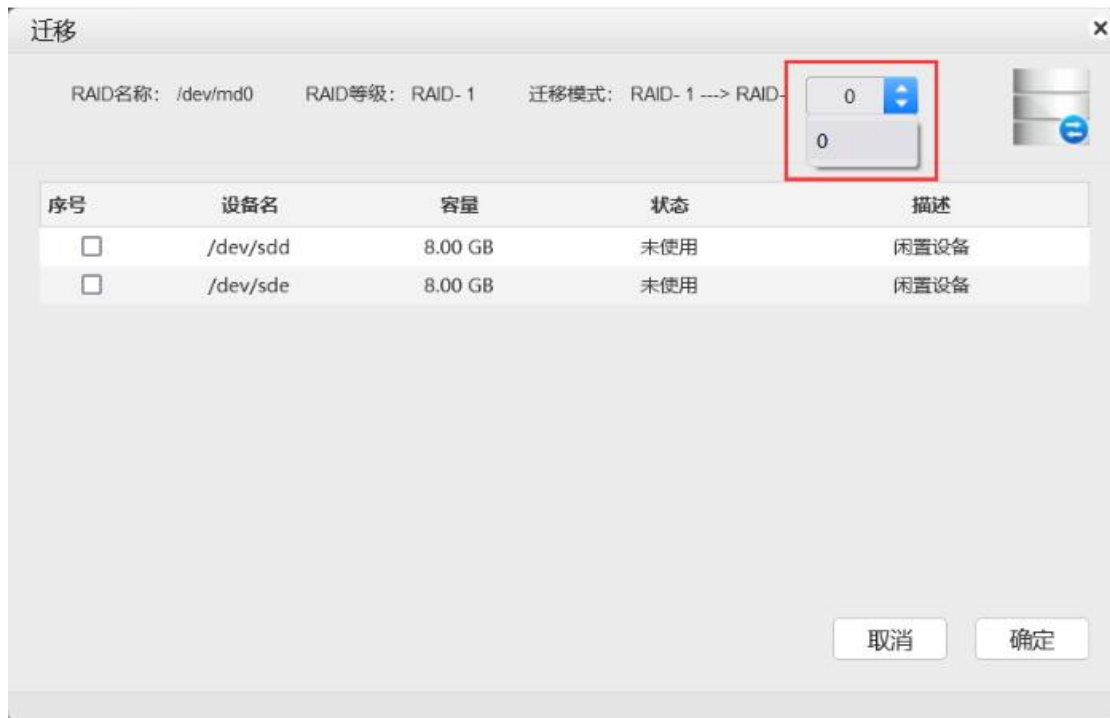 迁移
RAID名称： /dev/md0 RAID等级： RAID- 1 迁移模式： RAID- 1 ---> RAID- 0
0
序号 设备名 容量 状态 描述
/dev/sdd 8.00 GB 未使用 闲置设备
/dev/sde 8.00 GB 未使用 闲置设备
取消 确定